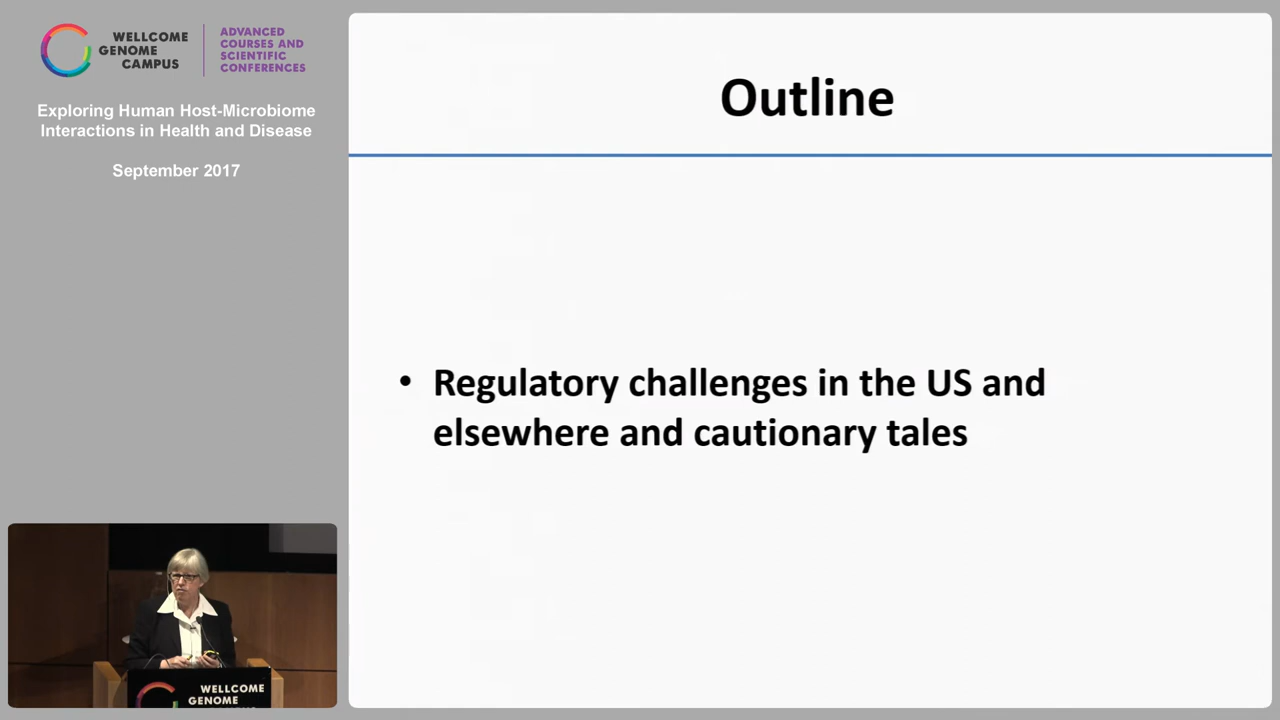 WELLCOME
GENOME
CAMPUS
ADVANCED
COURSES AND
SCIENTIFIC
CONFERENCES
Exploring Human Host-Microbiome
Interactions in Health and Disease
September 2017
Outline
• Regulatory challenges in the US and
elsewhere and cautionary tales
WELLCOME
GENOME